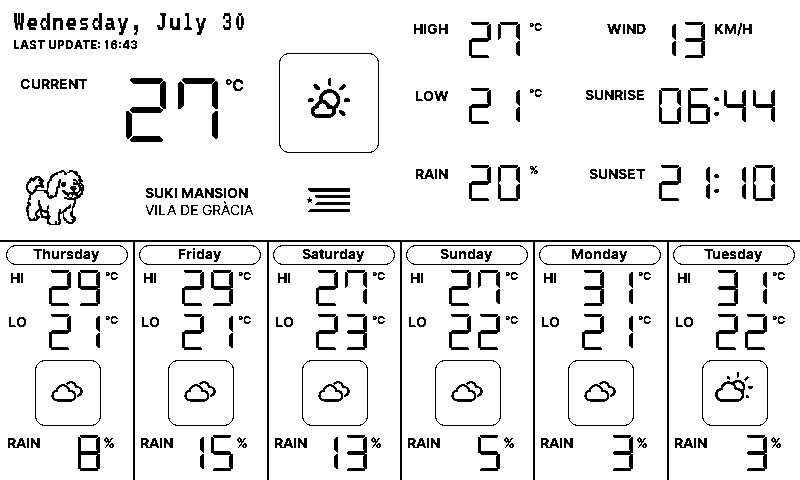 Wednesday, July 30
LAST UPDATE: 16:43
CURRENT 27 °C
HIGH 27 °C
LOW 21 °C
RAIN 20 %
WIND 13 KM/H
SUNRISE 06:44
SUNSET 21:10
SUKI MANSION
VILA DE GRÀCIA
Thursday
HI 29 °C
LO 21 °C
RAIN 8 %
Friday
HI 29 °C
LO 21 °C
RAIN 15 %
Saturday
HI 27 °C
LO 23 °C
RAIN 13 %
Sunday
HI 27 °C
LO 22 °C
RAIN 5 %
Monday
HI 31 °C
LO 21 °C
RAIN 3 %
Tuesday
HI 31 °C
LO 22 °C
RAIN 3 %